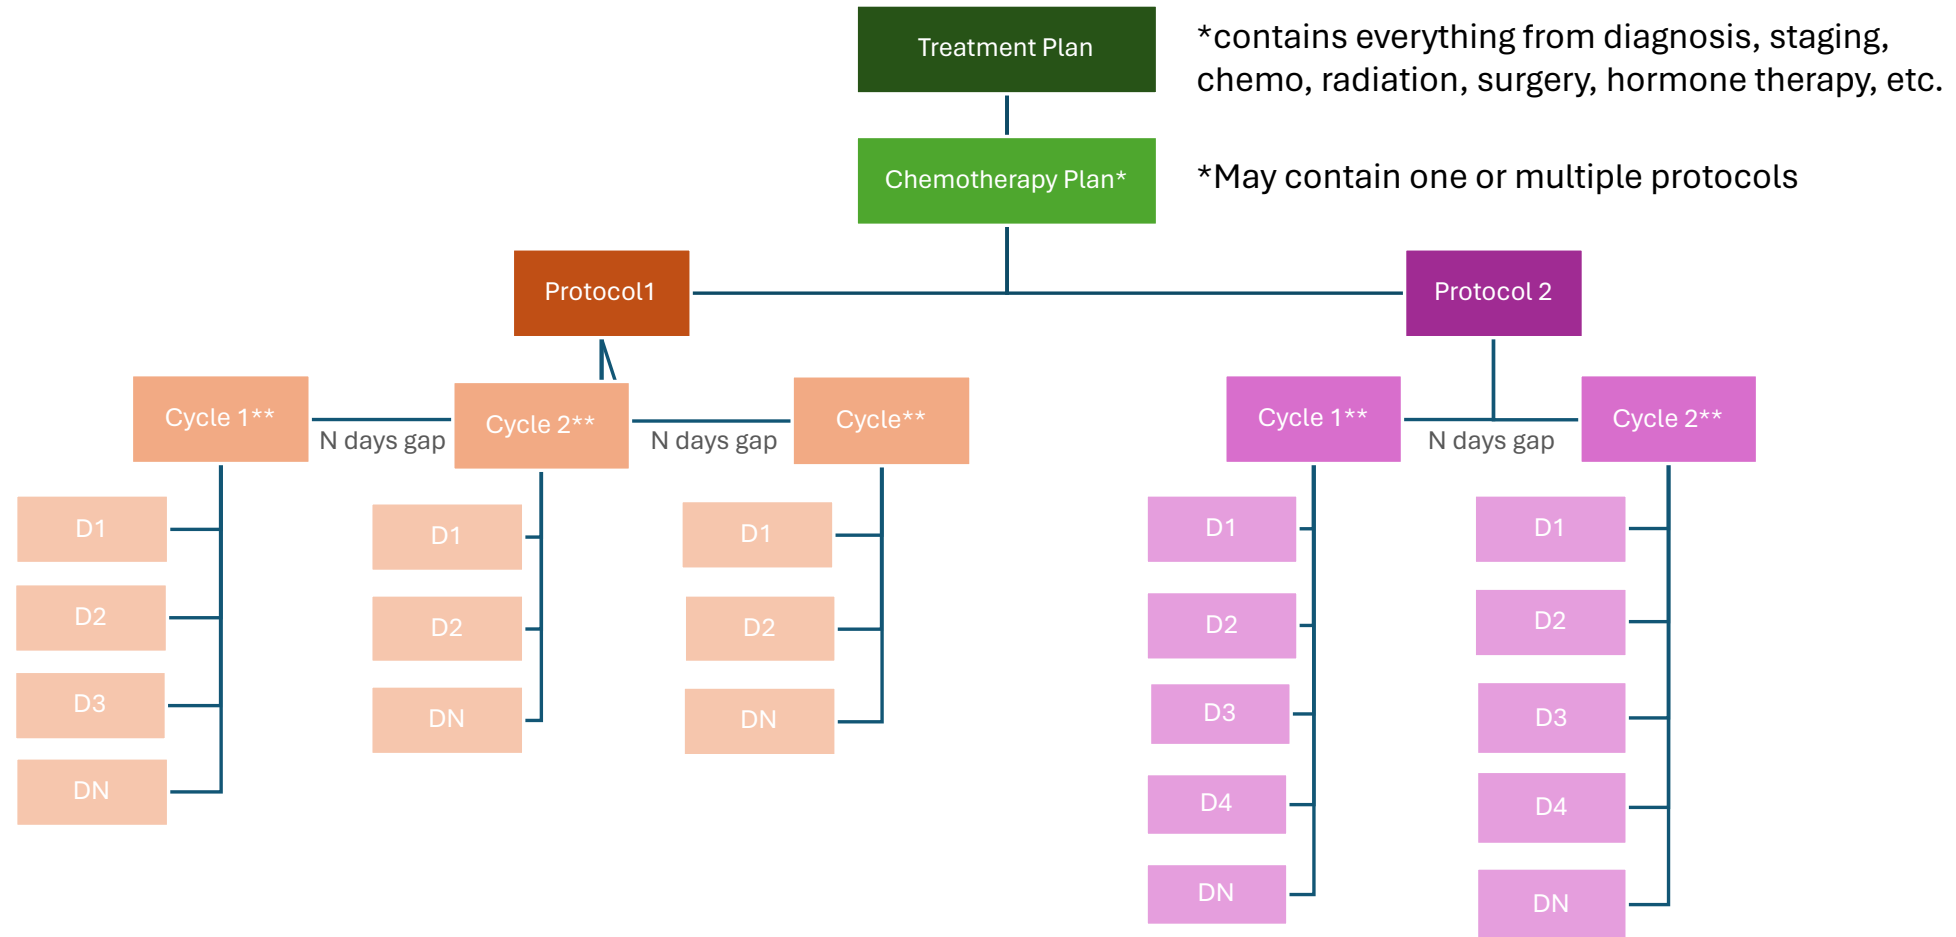 Treatment Plan
*contains everything from diagnosis, staging,
chemo, radiation, surgery, hormone therapy, etc.
Chemotherapy Plan*
*May contain one or multiple protocols
Protocol1
Protocol 2
Cycle 1**
N days gap
Cycle 2**
N days gap
Cycle**
Cycle 1**
N days gap
Cycle 2**
D1
D2
D3
DN
D1
D2
DN
D1
D2
DN
D1
D2
D3
D4
DN
D1
D2
D3
D4
DN